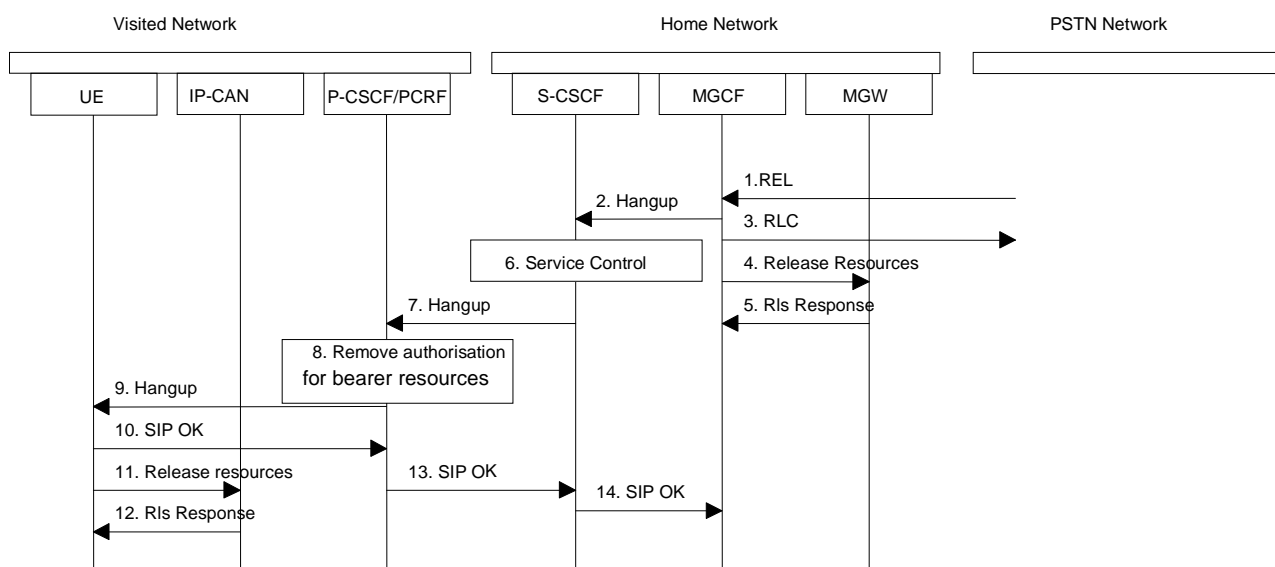 Visited Network
Home Network
PSTN Network
UE
IP-CAN
P-CSCF/PCRF
S-CSCF
MGCF
MGW
1.REL
2. Hangup
3. RLC
6. Service Control
4. Release Resources
7. Hangup
5. RIs Response
8. Remove authorisation
for bearer resources
9. Hangup
10. SIP OK
11. Release resources
13. SIP OK
14. SIP OK
12. RIs Response